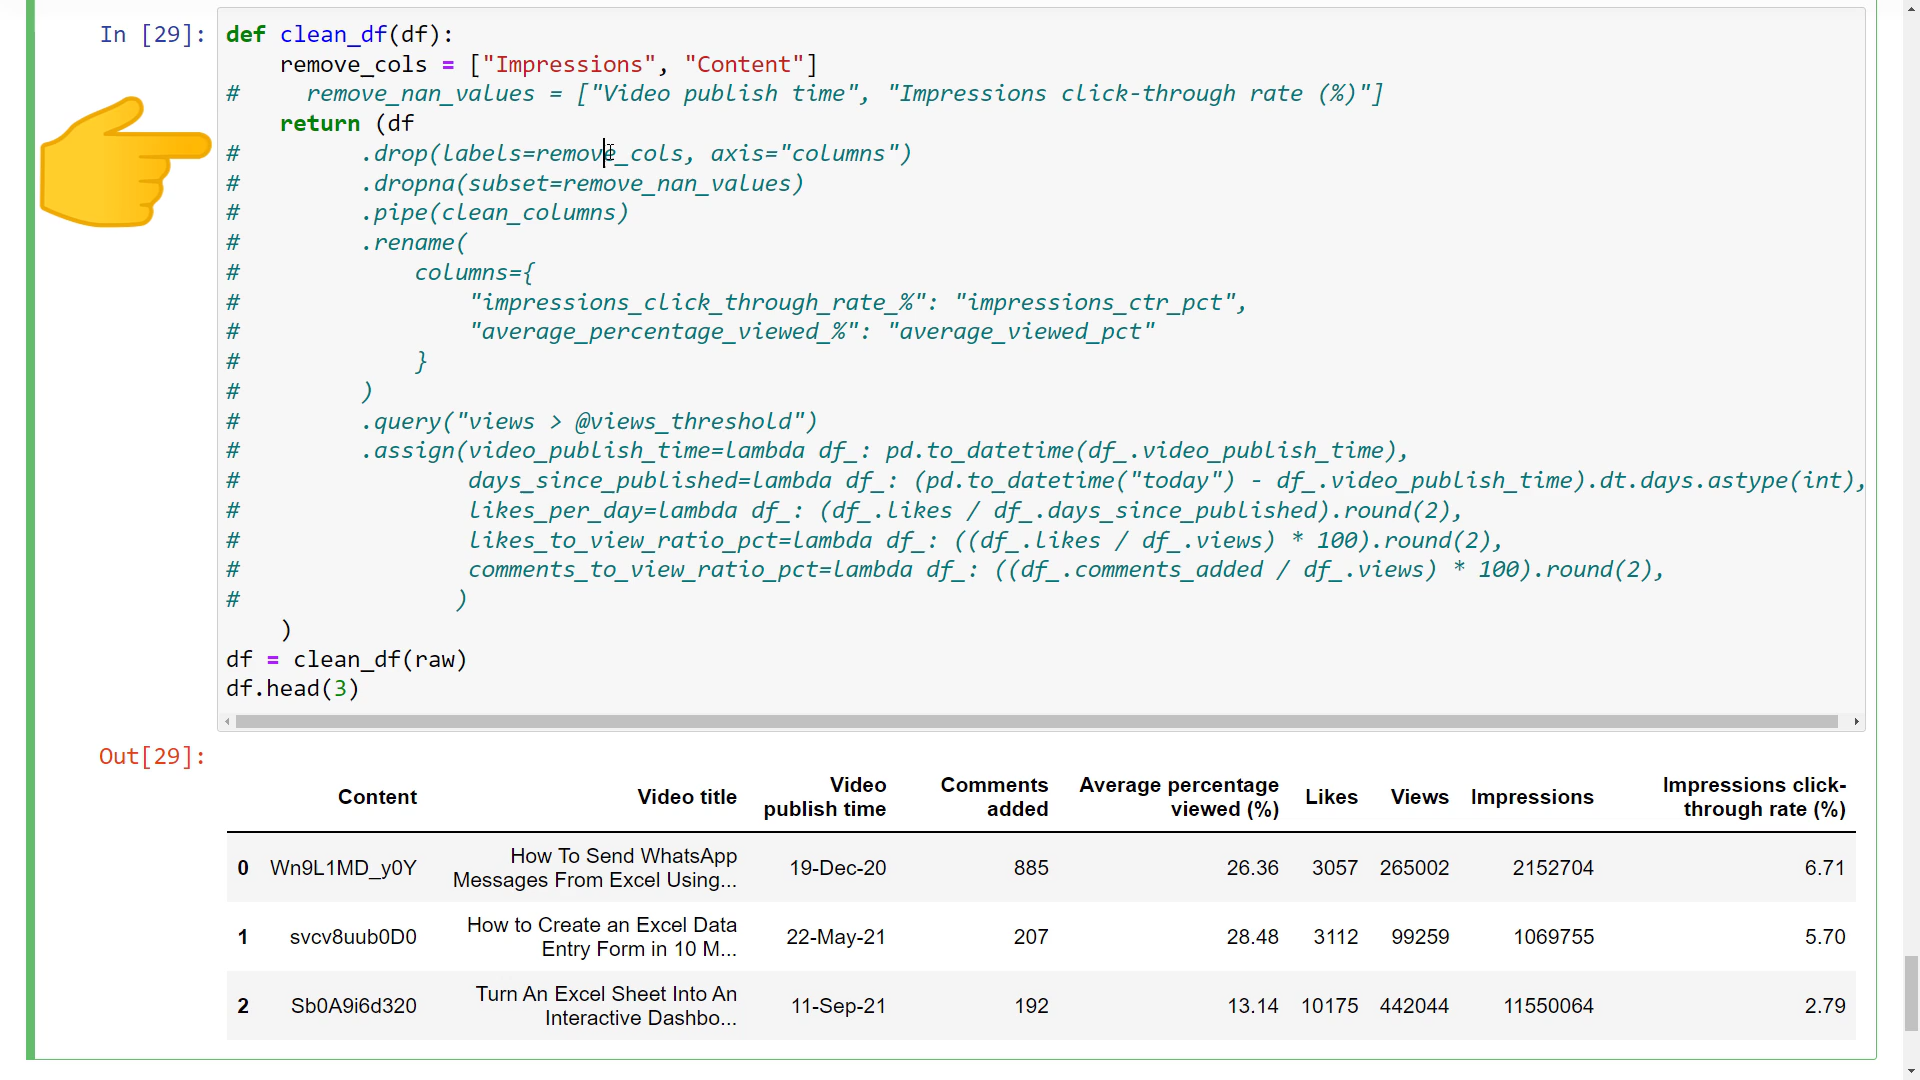 In [29]: def clean_df(df):
    remove_cols = ["Impressions", "Content"]
#     remove_nan_values = ["Video publish time", "Impressions click-through rate (%)"]
    return (df
#         .drop(labels=remove_cols, axis="columns")
#         .dropna(subset=remove_nan_values)
#         .pipe(clean_columns)
#         .rename(
#             columns={
#                 "impressions_click_through_rate_%": "impressions_ctr_pct",
#                 "average_percentage_viewed_%": "average_viewed_pct"
#             }
#         )
#         .query("views > @views_threshold")
#         .assign(video_publish_time=lambda df_: pd.to_datetime(df_.video_publish_time),
#                 days_since_published=lambda df_: (pd.to_datetime("today") - df_.video_publish_time).dt.days.astype(int),
#                 likes_per_day=lambda df_: (df_.likes / df_.days_since_published).round(2),
#                 likes_to_view_ratio_pct=lambda df_: ((df_.likes / df_.views) * 100).round(2),
#                 comments_to_view_ratio_pct=lambda df_: ((df_.comments_added / df_.views) * 100).round(2),
#                )
    )
df = clean_df(raw)
df.head(3)
Out[29]:
Content Video title Video publish time Comments added Average percentage viewed (%) Likes Views Impressions Impressions click-through rate (%)
0 Wn9L1MD_y0Y How To Send WhatsApp Messages From Excel Using... 19-Dec-20 885 26.36 3057 265002 2152704 6.71
1 svcv8uub0D0 How to Create an Excel Data Entry Form in 10 M... 22-May-21 207 28.48 3112 99259 1069755 5.70
2 Sb0A9i6d320 Turn An Excel Sheet Into An Interactive Dashbo... 11-Sep-21 192 13.14 10175 442044 11550064 2.79